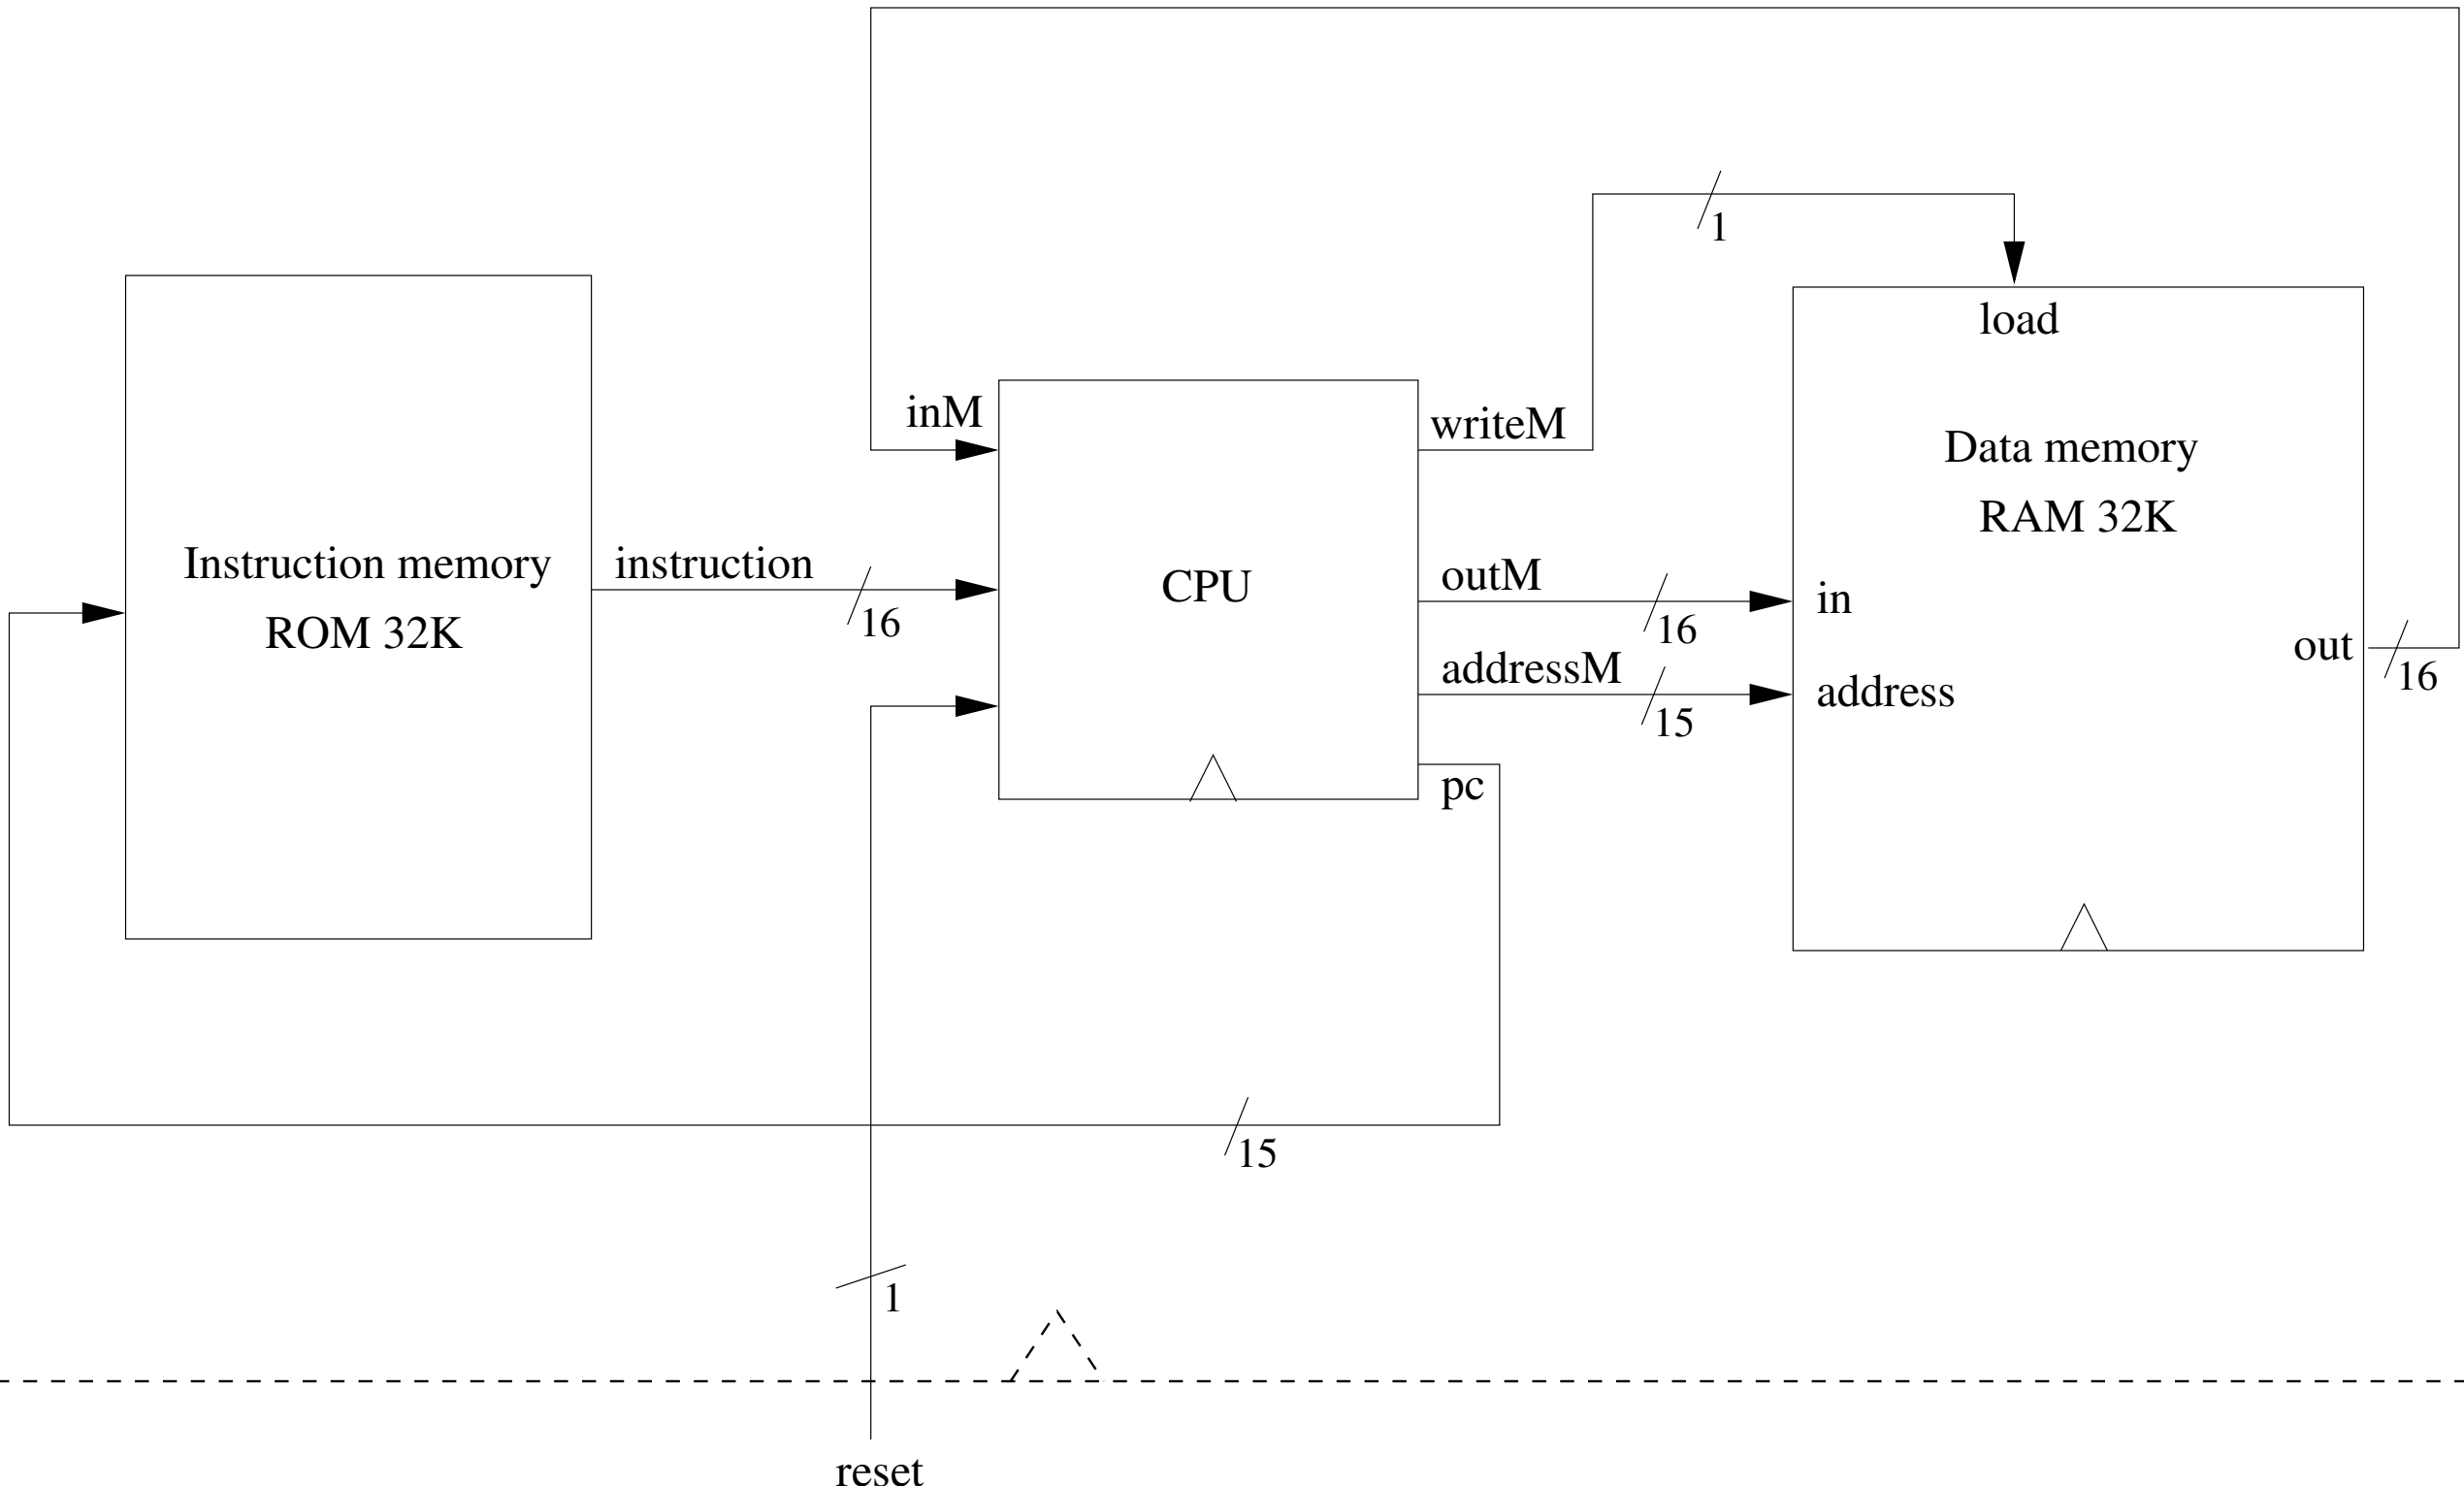 1
load
inM
writeM
Data memory
RAM 32K
Instruction memory
ROM 32K
instruction
16
CPU
outM
16
in
addressM
15
address
out
16
pc
15
1
reset